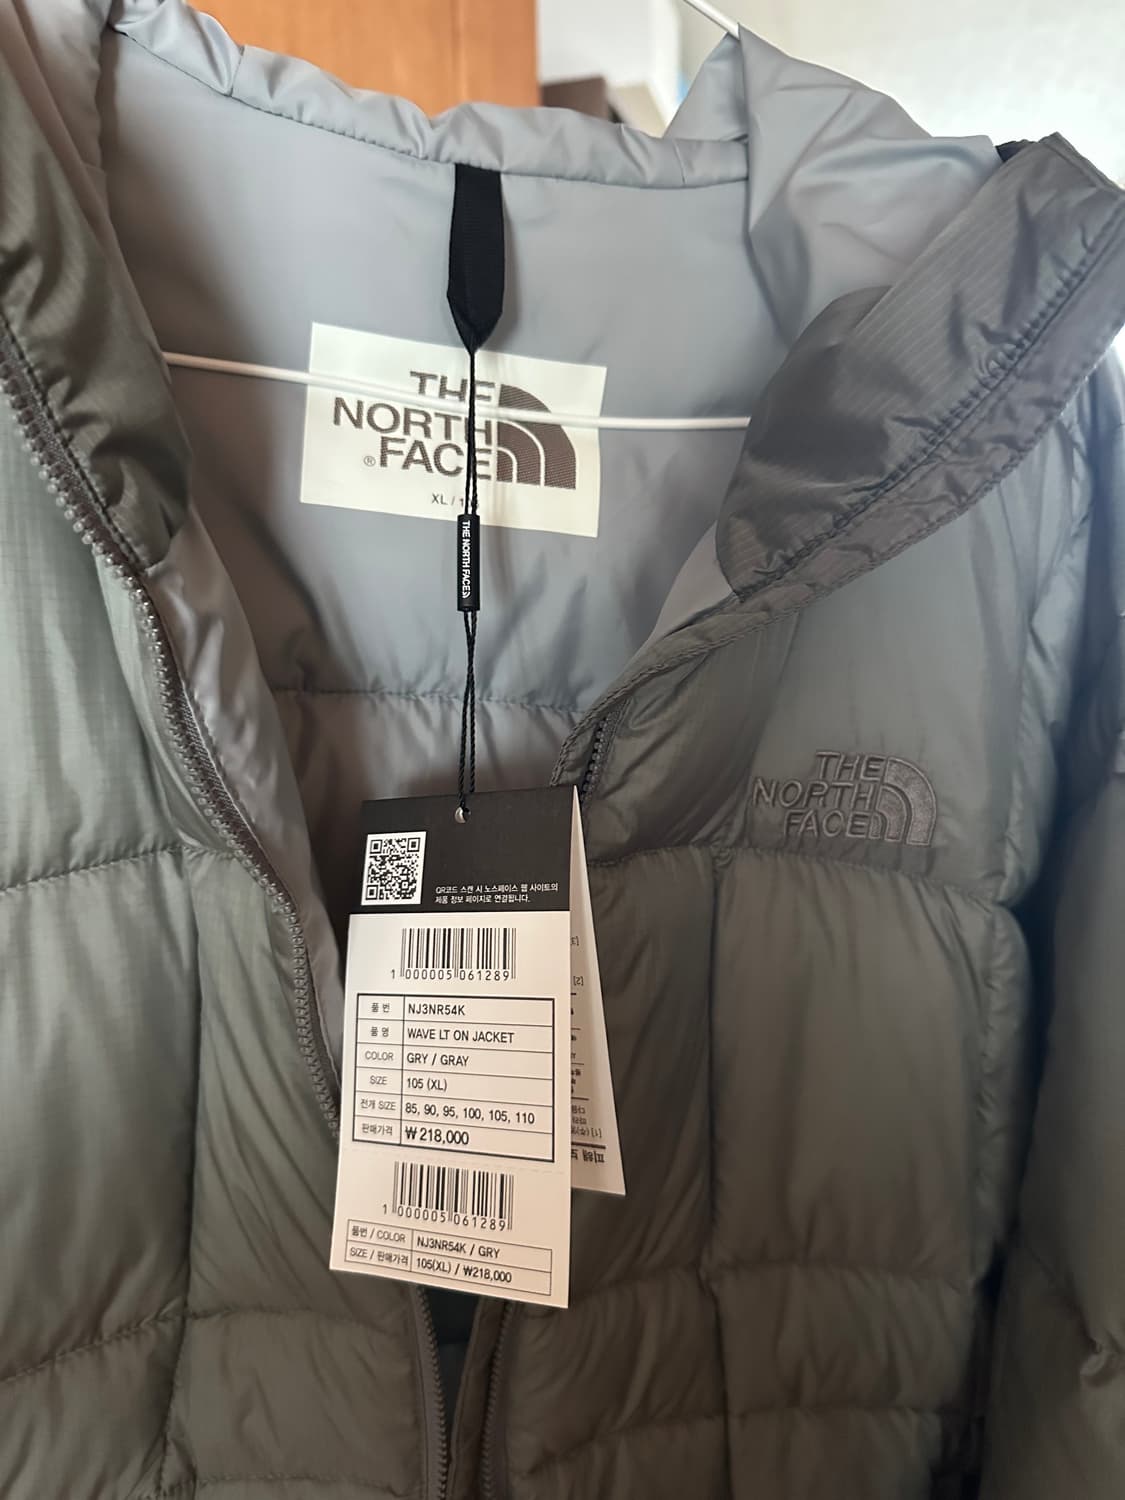 THE
NORTH
®FACE
XL / 1
THE NORTH FACE
THE
NORTH
FACE
QR코드 스캔 시 노스페이스 웹 사이트의
제품 정보 페이지로 연결됩니다.
1 000005 061289
품 번 NJ3NR54K
품 명 WAVE LT ON JACKET
COLOR GRY / GRAY
SIZE 105 (XL)
전개 SIZE 85, 90, 95, 100, 105, 110
판매가격 ₩218,000
1 000005 061289
품번 / COLOR NJ3NR54K / GRY
SIZE / 판매가격 105(XL) / ₩218,000
[3]
[2]
[1]